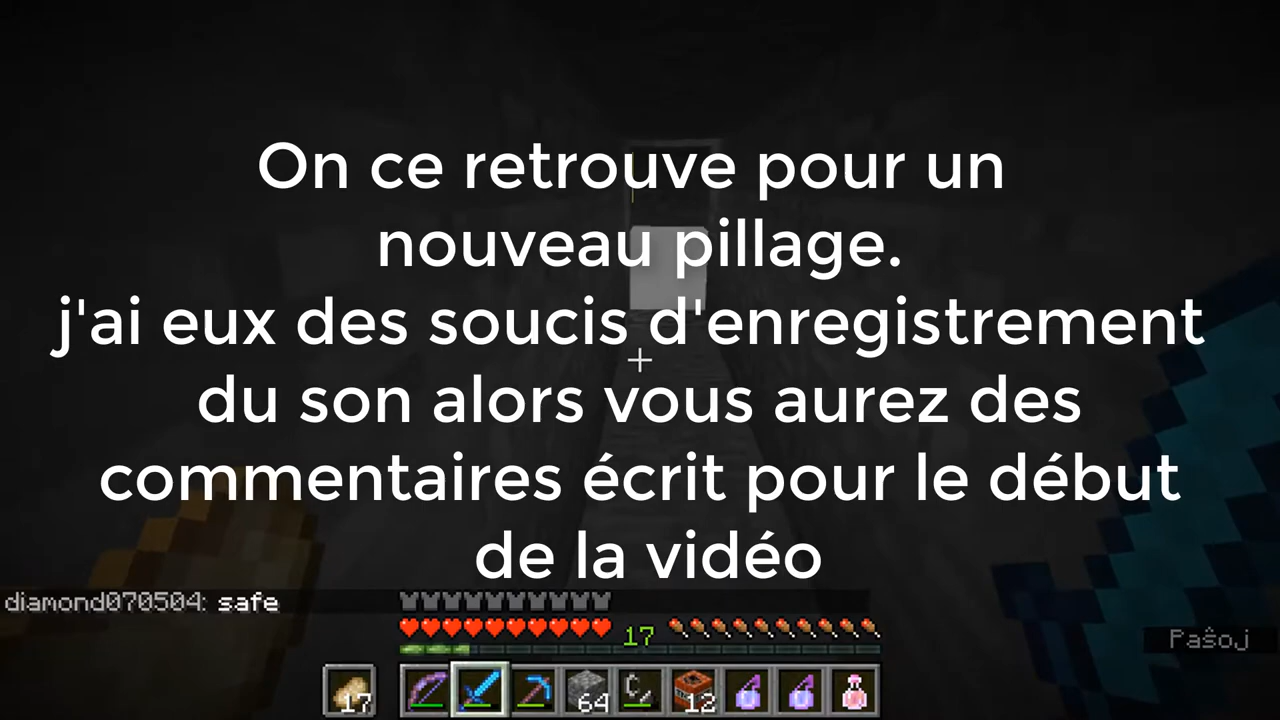 On ce retrouve pour un
nouveau pillage.
j'ai eux des soucis d'enregistrement
du son alors vous aurez des
commentaires écrit pour le début
de la vidéo
diamond070504: safe
17
Paŝoj
17
64
12